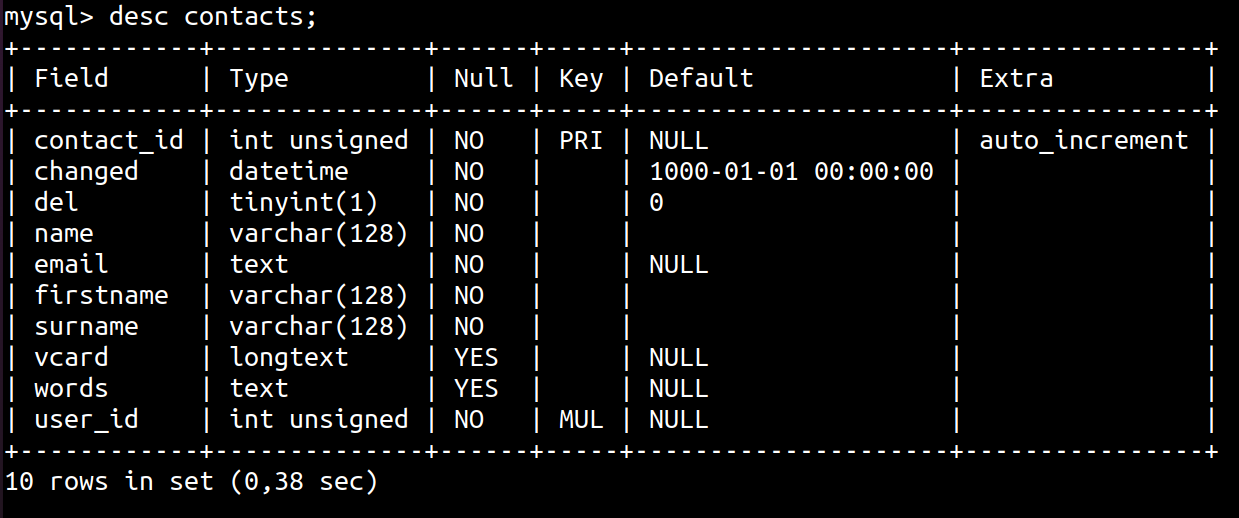 mysql> desc contacts;
+------------+--------------+------+-----+---------------------+----------------+
| Field      | Type         | Null | Key | Default             | Extra          |
+------------+--------------+------+-----+---------------------+----------------+
| contact_id | int unsigned | NO   | PRI | NULL                | auto_increment |
| changed    | datetime     | NO   |     | 1000-01-01 00:00:00 |                |
| del        | tinyint(1)   | NO   |     | 0                   |                |
| name       | varchar(128) | NO   |     |                     |                |
| email      | text         | NO   |     | NULL                |                |
| firstname  | varchar(128) | NO   |     |                     |                |
| surname    | varchar(128) | NO   |     |                     |                |
| vcard      | longtext     | YES  |     | NULL                |                |
| words      | text         | YES  |     | NULL                |                |
| user_id    | int unsigned | NO   | MUL | NULL                |                |
+------------+--------------+------+-----+---------------------+----------------+
10 rows in set (0,38 sec)